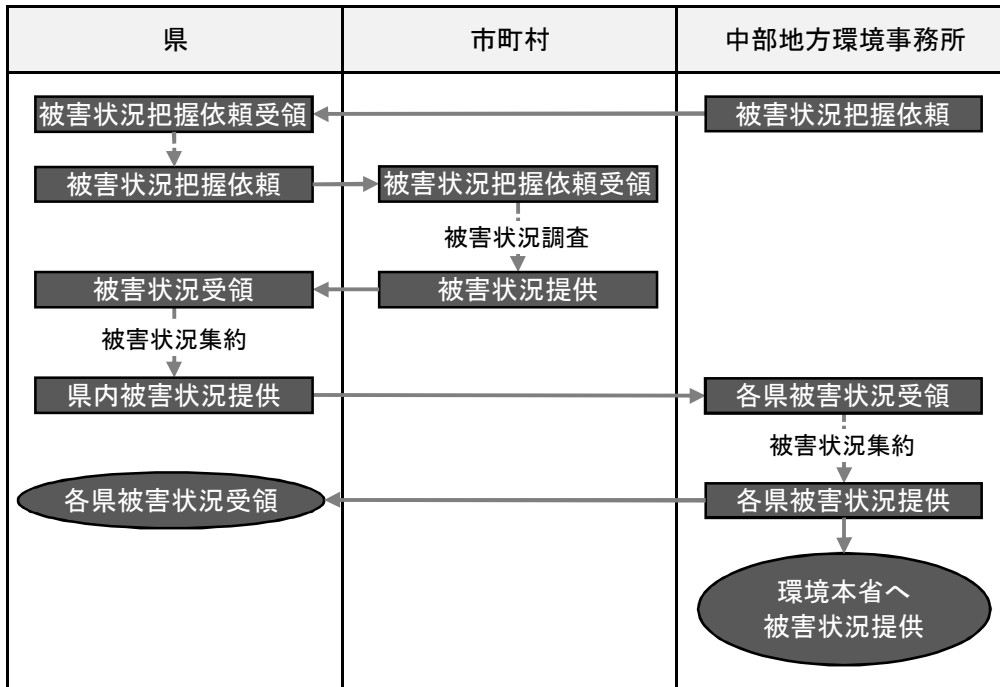 県
市町村
中部地方環境事務所
被害状況把握依頼受領
被害状況把握依頼
被害状況把握依頼
被害状況把握依頼受領
被害状況調査
被害状況受領
被害状況提供
被害状況集約
県内被害状況提供
各県被害状況受領
被害状況集約
各県被害状況受領
各県被害状況提供
環境本省へ
被害状況提供